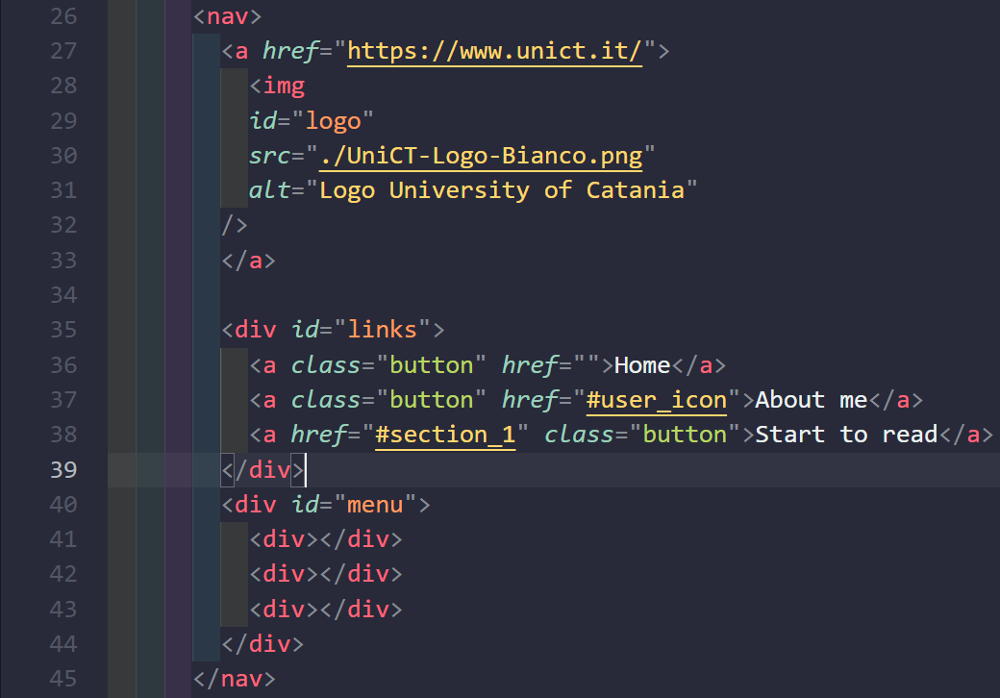 26 <nav>
27 <a href="https://www.unict.it/">
28 <img
29 id="logo"
30 src="./UniCT-Logo-Bianco.png"
31 alt="Logo University of Catania"
32 />
33 </a>
34
35 <div id="links">
36 <a class="button" href="">Home</a>
37 <a class="button" href="#user_icon">About me</a>
38 <a href="#section_1" class="button">Start to read</a>
39 </div>
40 <div id="menu">
41 <div></div>
42 <div></div>
43 <div></div>
44 </div>
45 </nav>